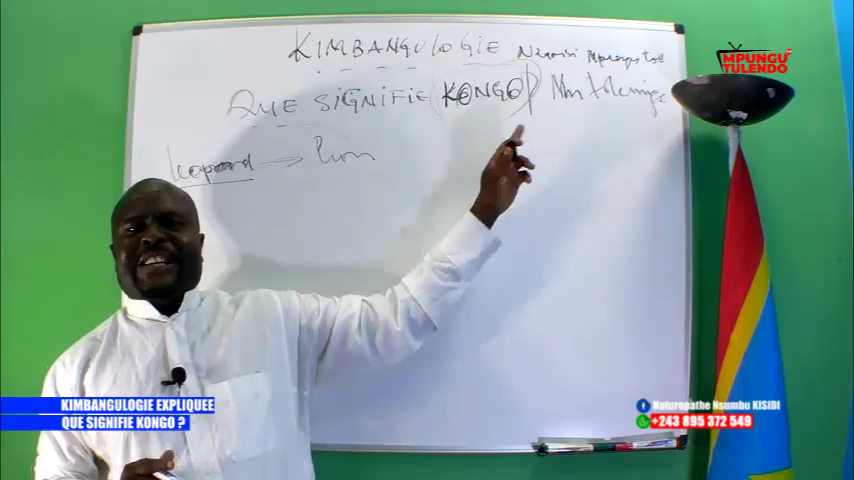 KIMBANGULOGIE
QUE SIGNIFIE (KONGO)
Leopard → Lion
MPUNGU
TULENDO
KIMBANGULOGIE EXPLIQUEE
QUE SIGNIFIE KONGO ?
Naturopathe Nsumbu KISIDI
+243 895 372 549